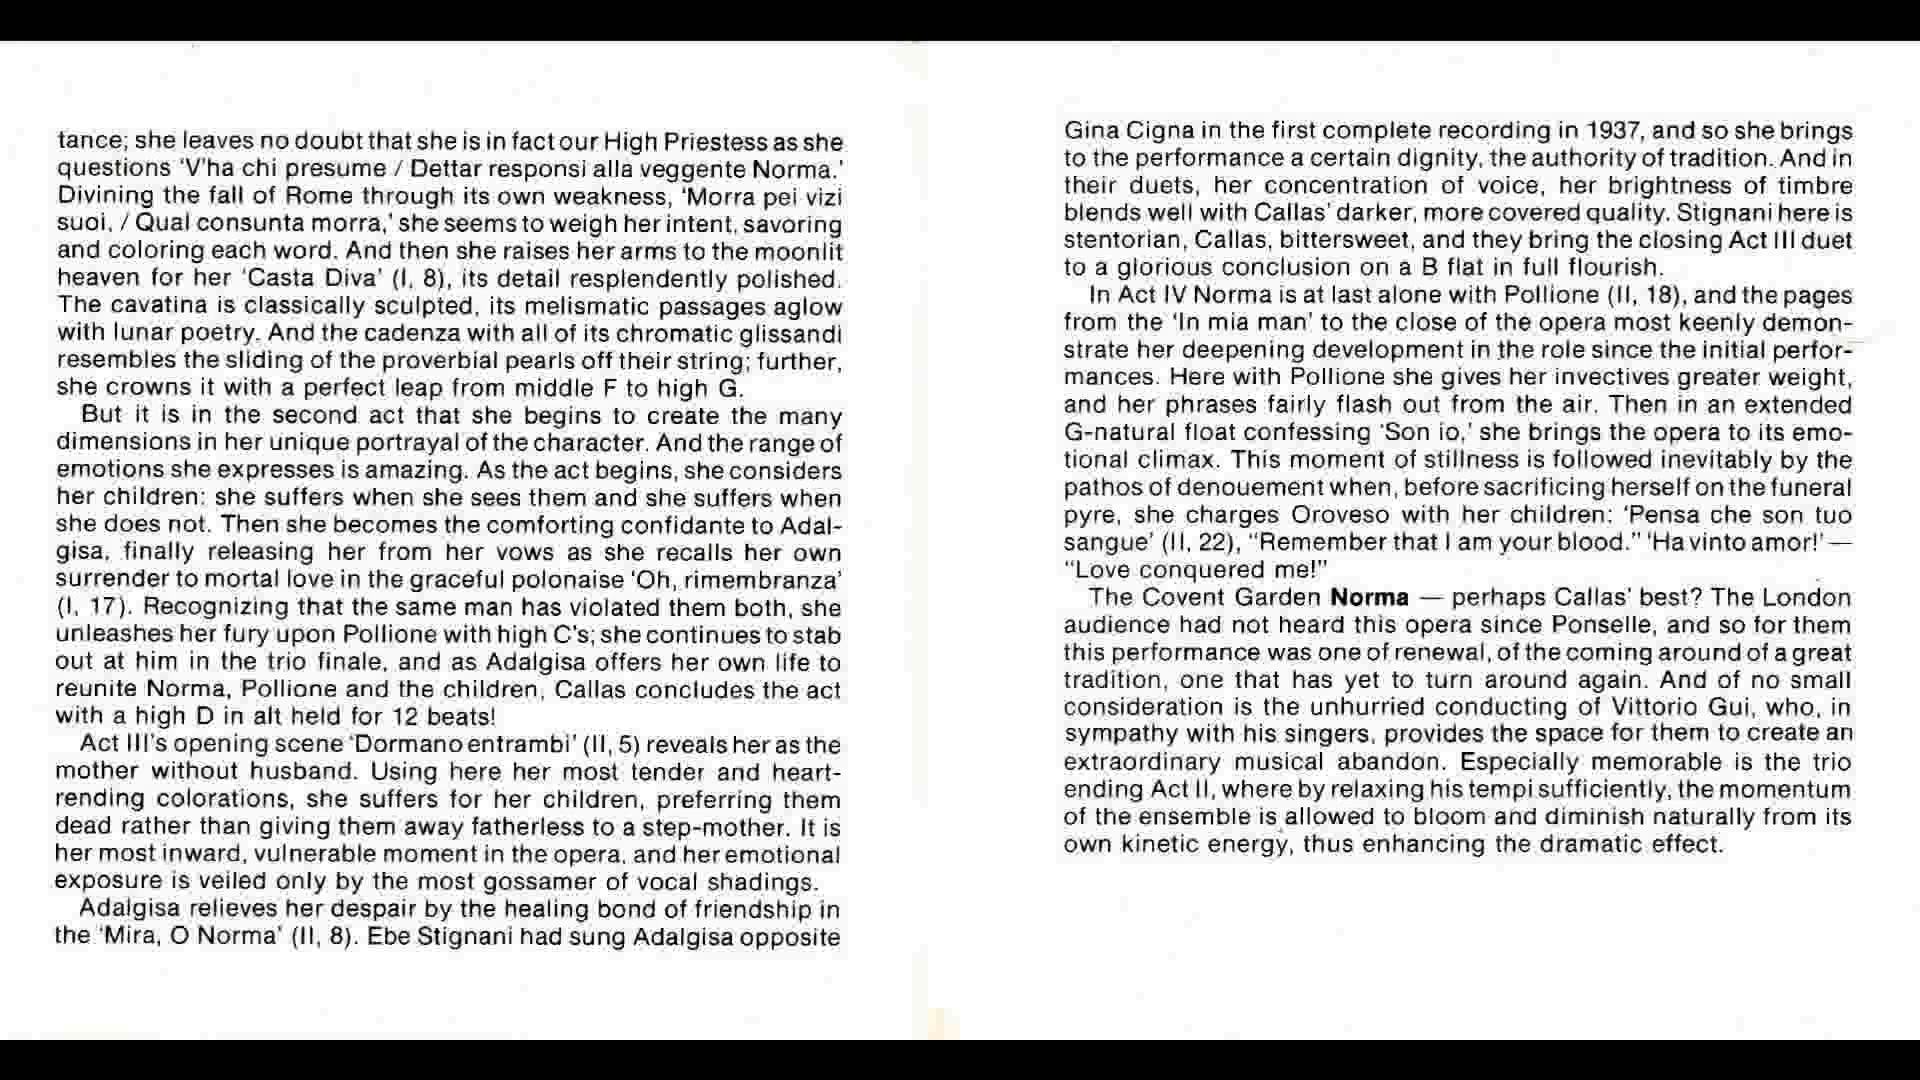 tance; she leaves no doubt that she is in fact our High Priestess as she
questions ‘V’ha chi presume / Dettar responsi alla veggente Norma.’
Divining the fall of Rome through its own weakness, ‘Morra pei vizi
suoi, / Qual consunta morra,’ she seems to weigh her intent, savoring
and coloring each word. And then she raises her arms to the moonlit
heaven for her ‘Casta Diva’ (I, 8), its detail resplendently polished.
The cavatina is classically sculpted, its melismatic passages aglow
with lunar poetry. And the cadenza with all of its chromatic glissandi
resembles the sliding of the proverbial pearls off their string; further,
she crowns it with a perfect leap from middle F to high G.
But it is in the second act that she begins to create the many
dimensions in her unique portrayal of the character. And the range of
emotions she expresses is amazing. As the act begins, she considers
her children: she suffers when she sees them and she suffers when
she does not. Then she becomes the comforting confidante to Adal-
gisa, finally releasing her from her vows as she recalls her own
surrender to mortal love in the graceful polonaise ‘Oh, rimembranza’
(I, 17). Recognizing that the same man has violated them both, she
unleashes her fury upon Pollione with high C’s; she continues to stab
out at him in the trio finale, and as Adalgisa offers her own life to
reunite Norma, Pollione and the children, Callas concludes the act
with a high D in alt held for 12 beats!
Act III’s opening scene ‘Dormano entrambi’ (II, 5) reveals her as the
mother without husband. Using here her most tender and heart-
rending colorations, she suffers for her children, preferring them
dead rather than giving them away fatherless to a step-mother. It is
her most inward, vulnerable moment in the opera, and her emotional
exposure is veiled only by the most gossamer of vocal shadings.
Adalgisa relieves her despair by the healing bond of friendship in
the ‘Mira, O Norma’ (II, 8). Ebe Stignani had sung Adalgisa opposite
Gina Cigna in the first complete recording in 1937, and so she brings
to the performance a certain dignity, the authority of tradition. And in
their duets, her concentration of voice, her brightness of timbre
blends well with Callas’ darker, more covered quality. Stignani here is
stentorian, Callas, bittersweet, and they bring the closing Act III duet
to a glorious conclusion on a B flat in full flourish.
In Act IV Norma is at last alone with Pollione (II, 18), and the pages
from the ‘In mia man’ to the close of the opera most keenly demon-
strate her deepening development in the role since the initial perfor-
mances. Here with Pollione she gives her invectives greater weight,
and her phrases fairly flash out from the air. Then in an extended
G-natural float confessing ‘Son io,’ she brings the opera to its emo-
tional climax. This moment of stillness is followed inevitably by the
pathos of denouement when, before sacrificing herself on the funeral
pyre, she charges Oroveso with her children: ‘Pensa che son tuo
sangue’ (II, 22), “Remember that I am your blood.” ‘Ha vinto amor!’ —
“Love conquered me!”
The Covent Garden Norma — perhaps Callas’ best? The London
audience had not heard this opera since Ponselle, and so for them
this performance was one of renewal, of the coming around of a great
tradition, one that has yet to turn around again. And of no small
consideration is the unhurried conducting of Vittorio Gui, who, in
sympathy with his singers, provides the space for them to create an
extraordinary musical abandon. Especially memorable is the trio
ending Act II, where by relaxing his tempi sufficiently, the momentum
of the ensemble is allowed to bloom and diminish naturally from its
own kinetic energy, thus enhancing the dramatic effect.